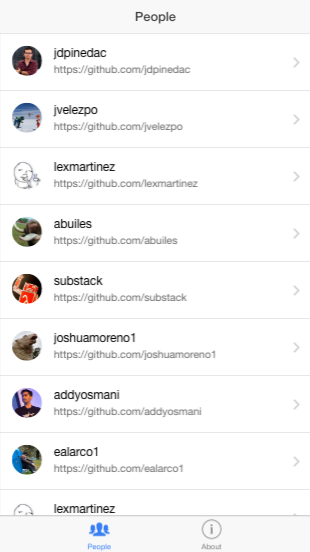 People
jdpinedac
https://github.com/jdpinedac
jvelezpo
https://github.com/jvelezpo
lexmartinez
https://github.com/lexmartinez
abuiles
https://github.com/abuiles
substack
https://github.com/substack
joshuamoreno1
https://github.com/joshuamoreno1
addyosmani
https://github.com/addyosmani
ealarco1
https://github.com/ealarco1
lexmartinez
People
About